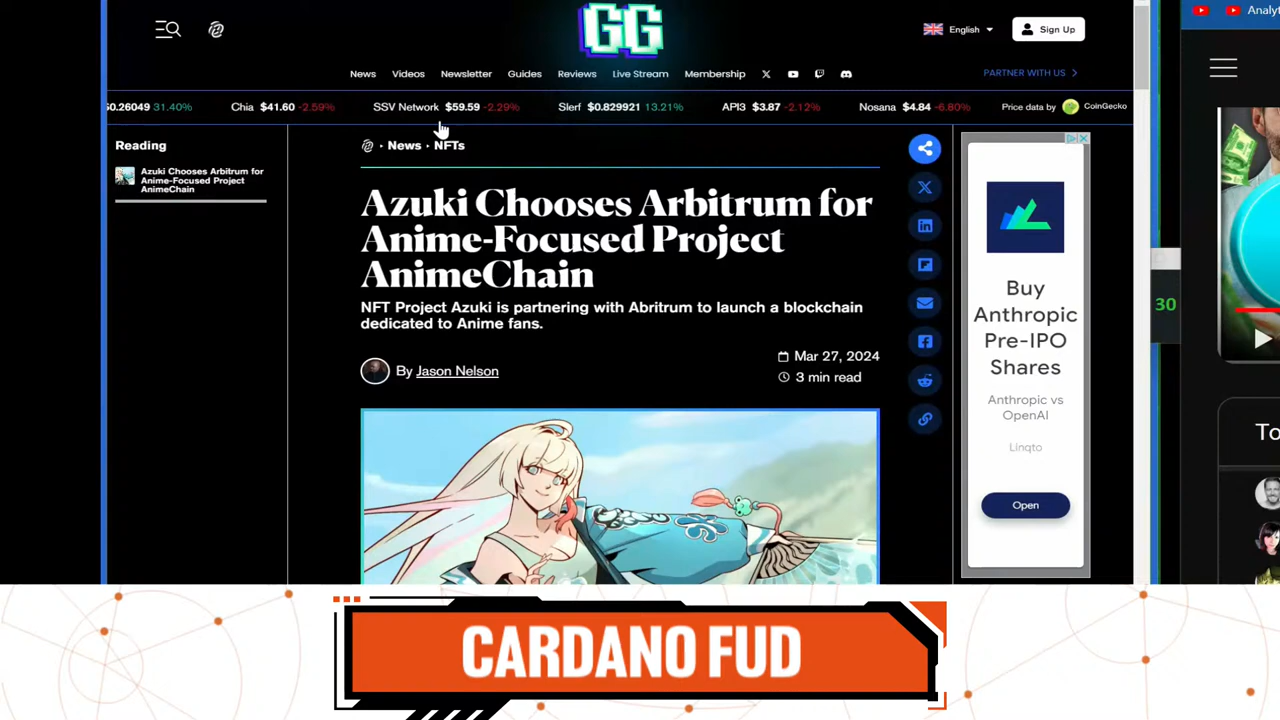 GG
English
Sign Up
News
Videos
Newsletter
Guides
Reviews
Live Stream
Membership
PARTNER WITH US
0.26049 31.40%
Chia $41.60 -2.59%
SSV Network $59.59 -2.29%
Slerf $0.829921 13.21%
API3 $3.87 -2.12%
Nosana $4.84 -6.80%
Price data by CoinGecko
Reading
Azuki Chooses Arbitrum for
Anime-Focused Project
AnimeChain
News
NFTs
Azuki Chooses Arbitrum for
Anime-Focused Project
AnimeChain
NFT Project Azuki is partnering with Abritrum to launch a blockchain
dedicated to Anime fans.
By Jason Nelson
Mar 27, 2024
3 min read
Buy
Anthropic
Pre-IPO
Shares
Anthropic vs
OpenAI
Linqto
Open
30
Analy
To
CARDANO FUD